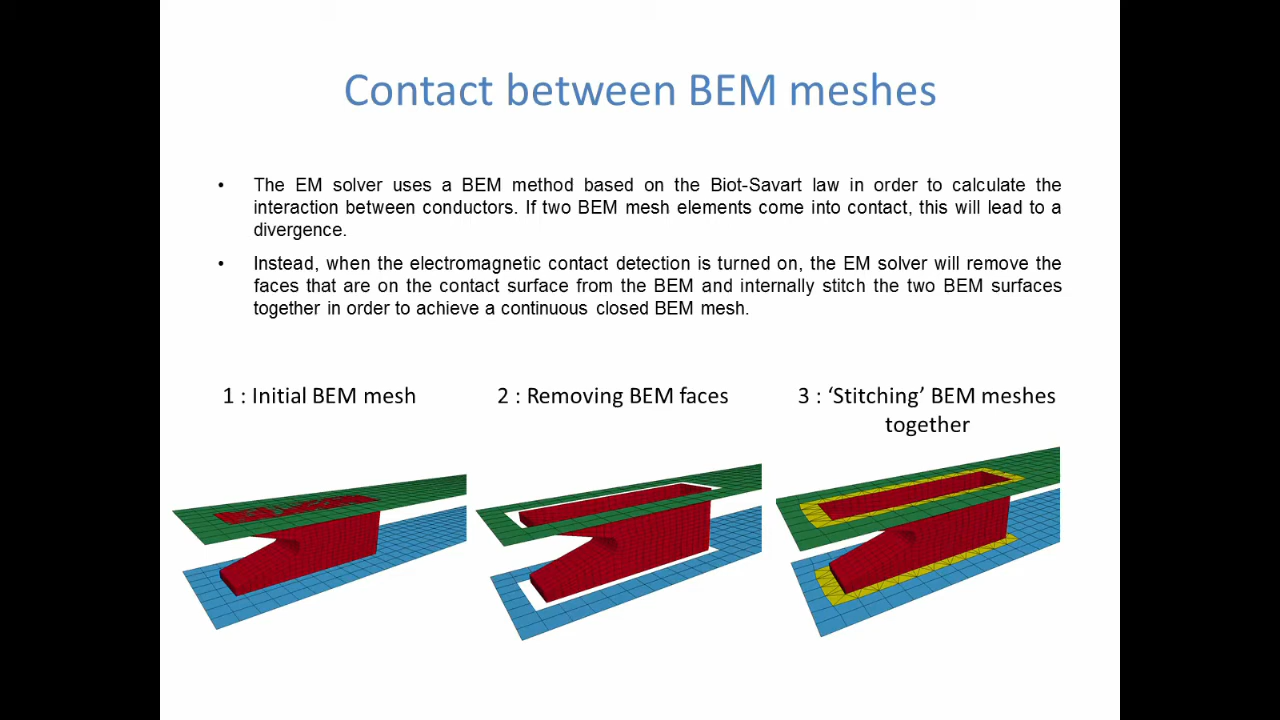 Contact between BEM meshes
• The EM solver uses a BEM method based on the Biot-Savart law in order to calculate the
interaction between conductors. If two BEM mesh elements come into contact, this will lead to a
divergence.
• Instead, when the electromagnetic contact detection is turned on, the EM solver will remove the
faces that are on the contact surface from the BEM and internally stitch the two BEM surfaces
together in order to achieve a continuous closed BEM mesh.
1 : Initial BEM mesh
2 : Removing BEM faces
3 : ‘Stitching’ BEM meshes
together